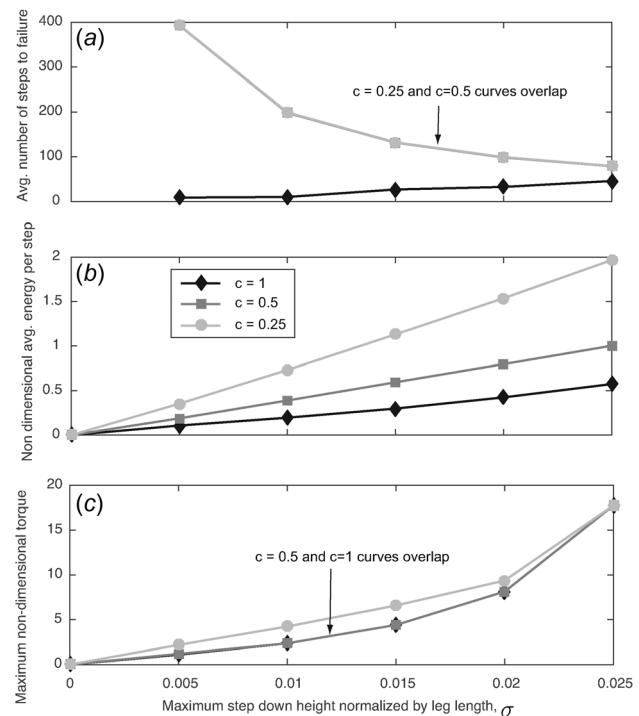 (a)
400
300
200
100
0
Avg. number of steps to failure
c = 0.25 and c=0.5 curves overlap
(b)
2
1.5
1
0.5
0
Non dimensional avg. energy per step
c = 1
c = 0.5
c = 0.25
(c)
20
15
10
5
0
Maximum non-dimensional torque
c = 0.5 and c=1 curves overlap
0 0.005 0.01 0.015 0.02 0.025
Maximum step down height normalized by leg length, σ